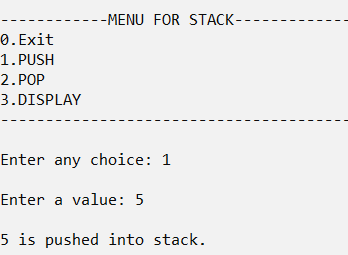 ------------MENU FOR STACK-------------
0.Exit
1.PUSH
2.POP
3.DISPLAY
---------------------------------------
Enter any choice: 1
Enter a value: 5
5 is pushed into stack.